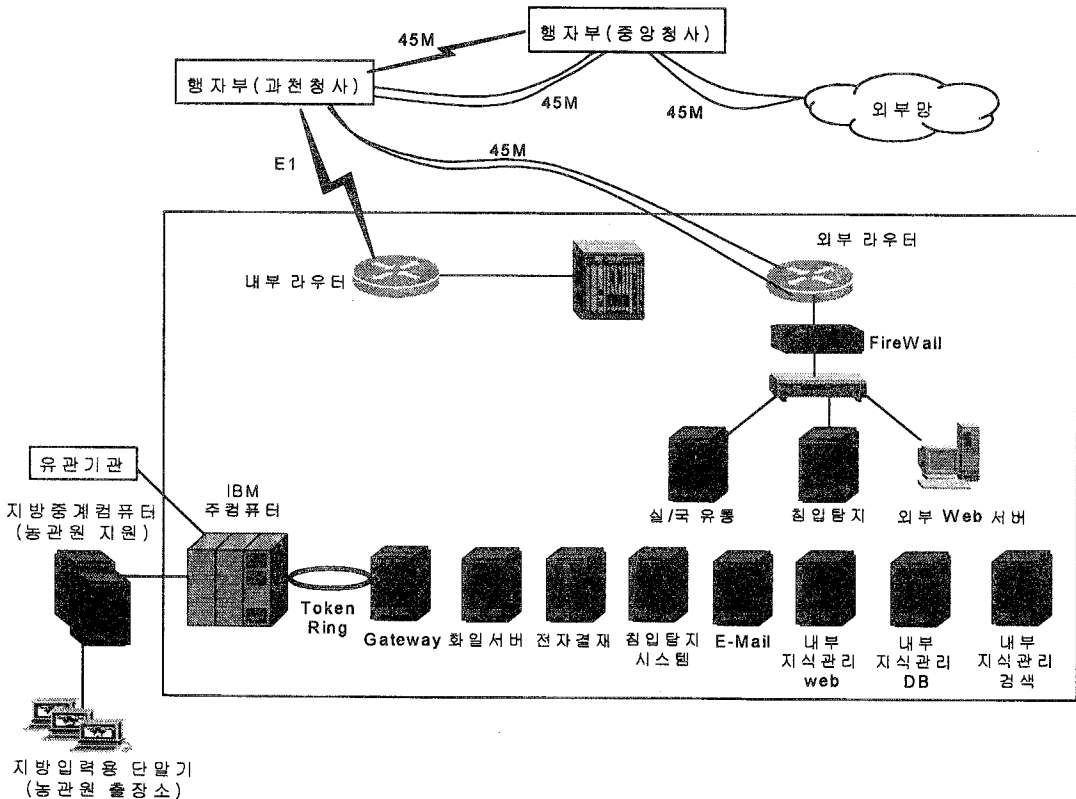 행자부(중앙청사)
45M
행자부(과천청사)
45M
45M
외부망
45M
E1
외부 라우터
내부 라우터
FireWall
유관기관
IBM
주컴퓨터
지방중계컴퓨터
(농관원 지원)
실/국 유통
침입탐지
외부 Web 서버
Token
Ring
Gateway
화일서버
전자결재
침입탐지
시스템
E-Mail
내부
지식관리
web
내부
지식관리
DB
내부
지식관리
검색
지방입력용 단말기
(농관원 출장소)